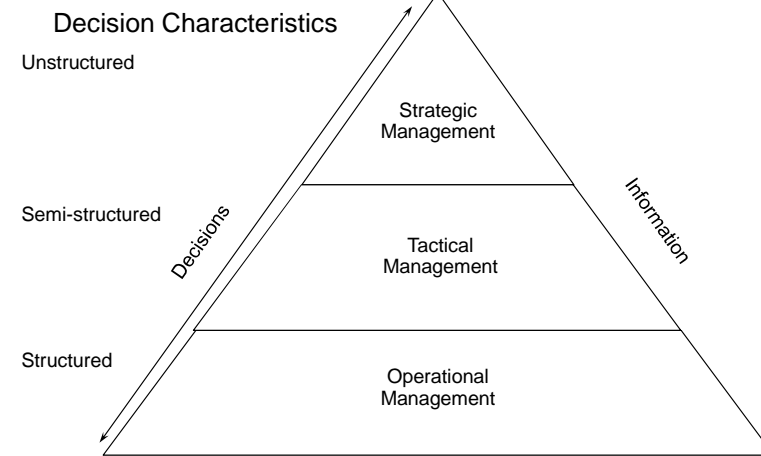 Decision Characteristics
Unstructured
Strategic
Management
Semi-structured
Decisions
Information
Tactical
Management
Structured
Operational
Management